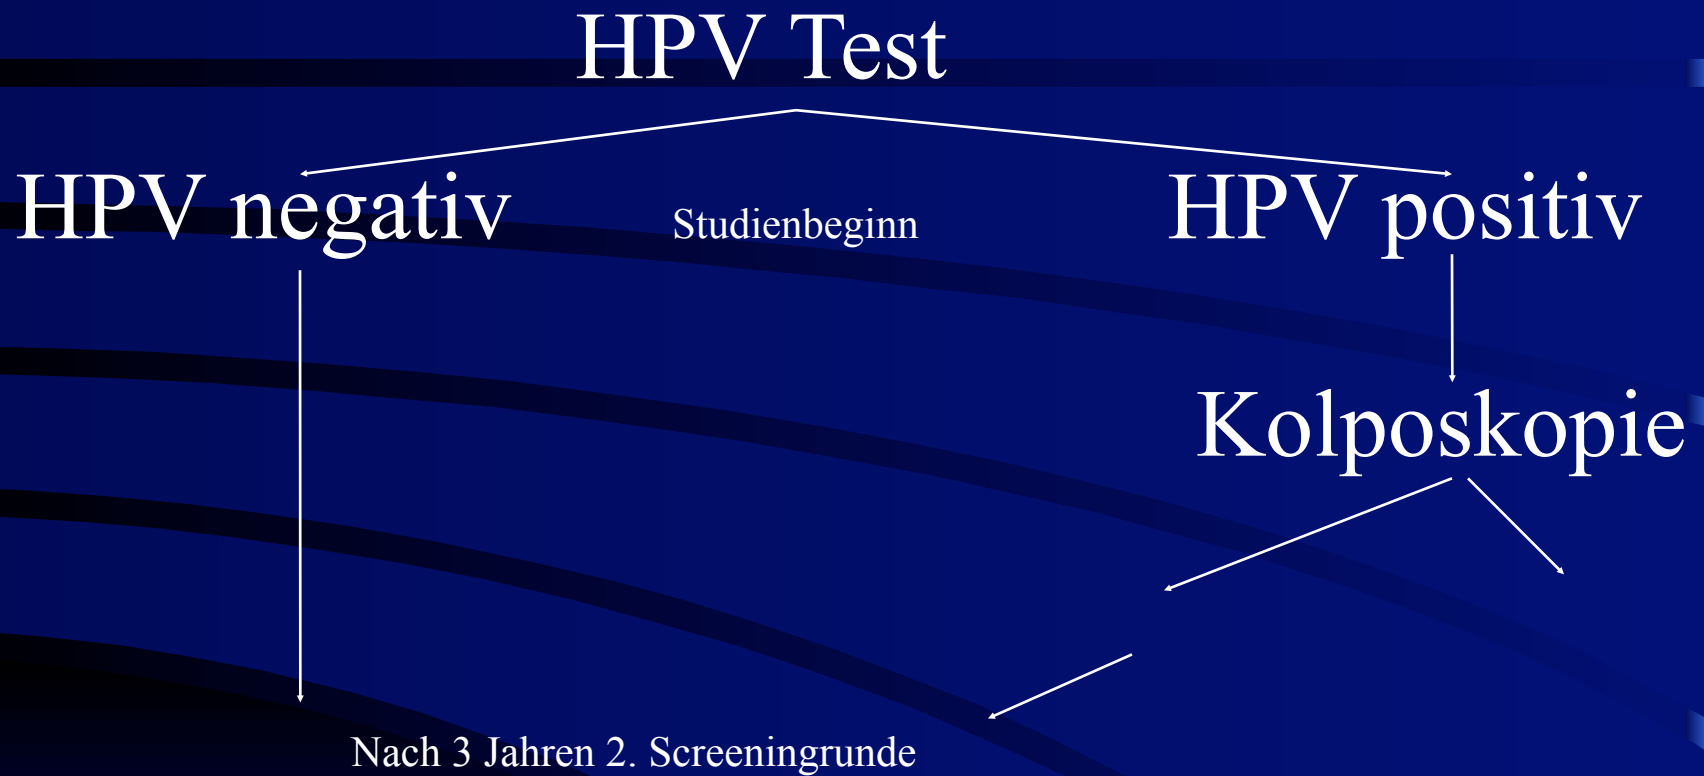 HPV Test
HPV negativ
Studienbeginn
HPV positiv
Kolposkopie
Nach 3 Jahren 2. Screeningrunde